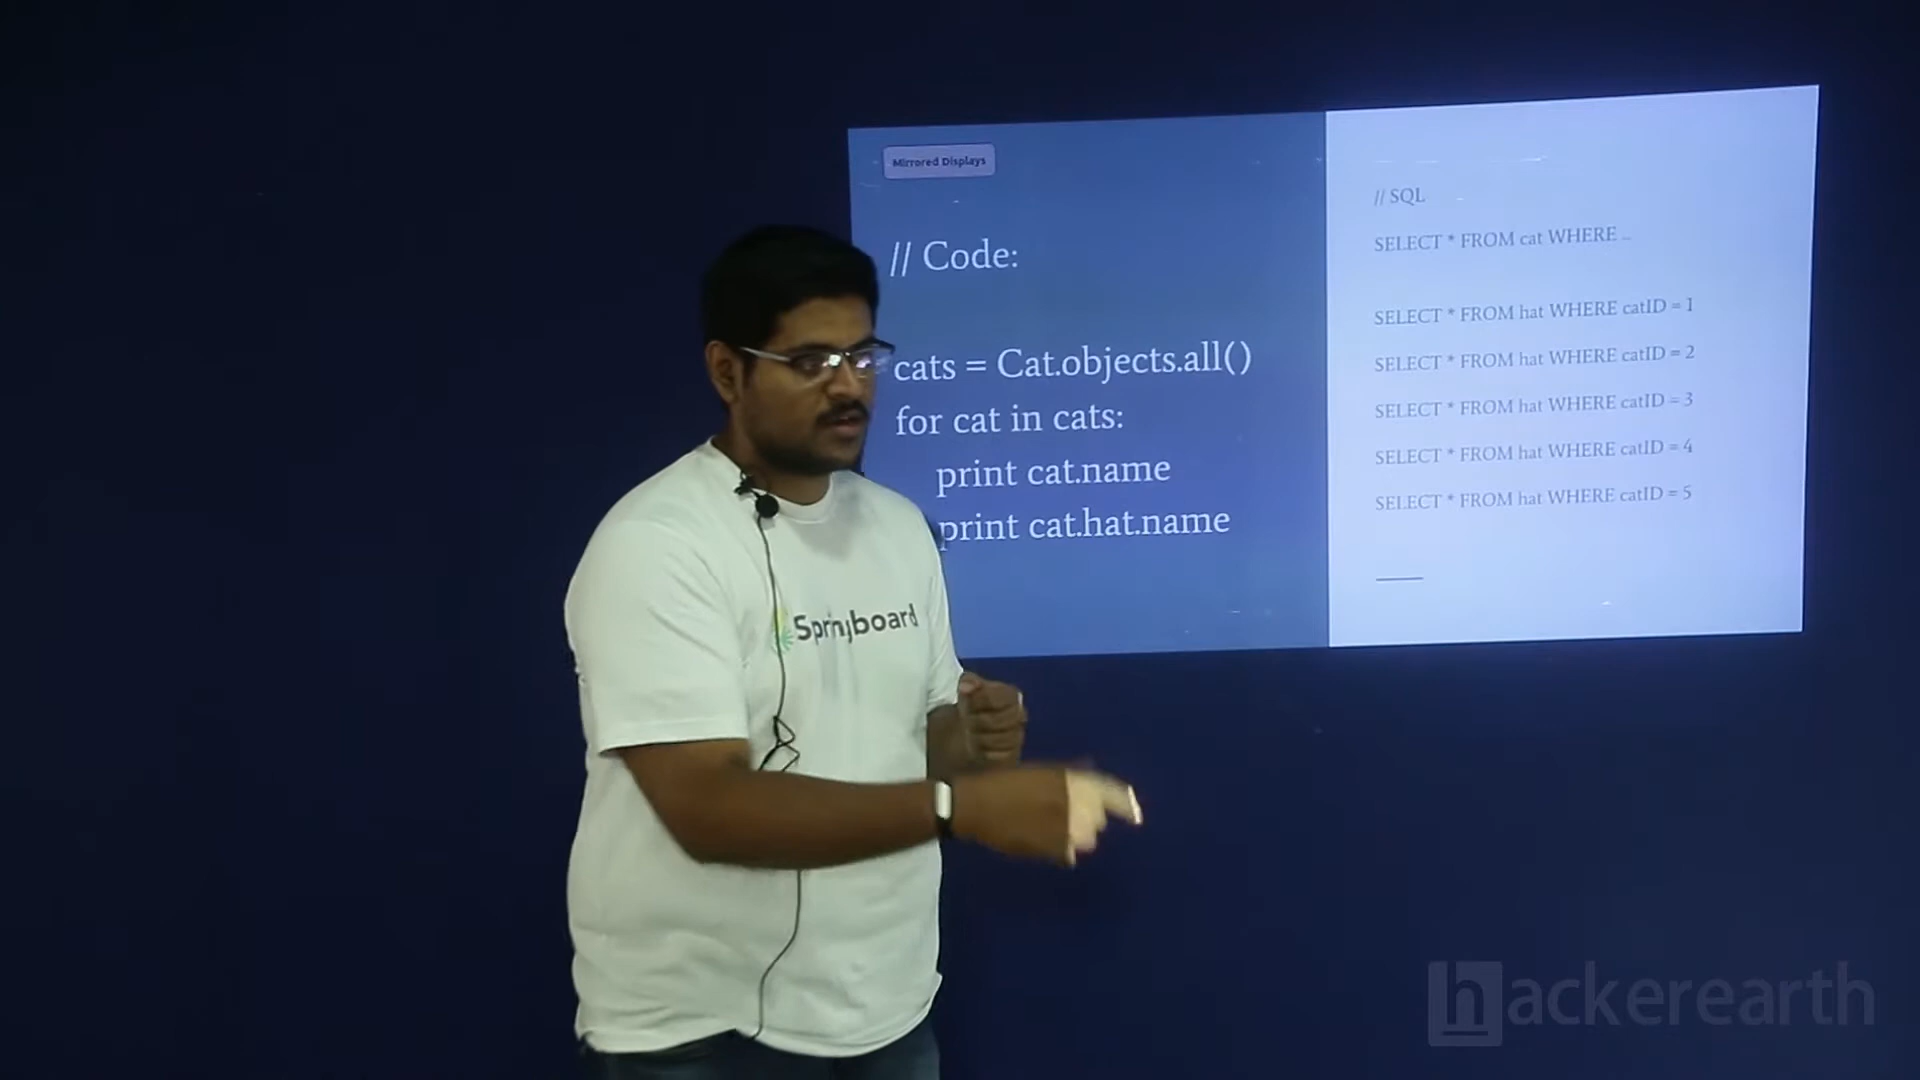 Mirrored Displays
// Code:
cats = Cat.objects.all()
for cat in cats:
print cat.name
print cat.hat.name
// SQL
SELECT * FROM cat WHERE ...
SELECT * FROM hat WHERE catID = 1
SELECT * FROM hat WHERE catID = 2
SELECT * FROM hat WHERE catID = 3
SELECT * FROM hat WHERE catID = 4
SELECT * FROM hat WHERE catID = 5
Springboard
hackerearth